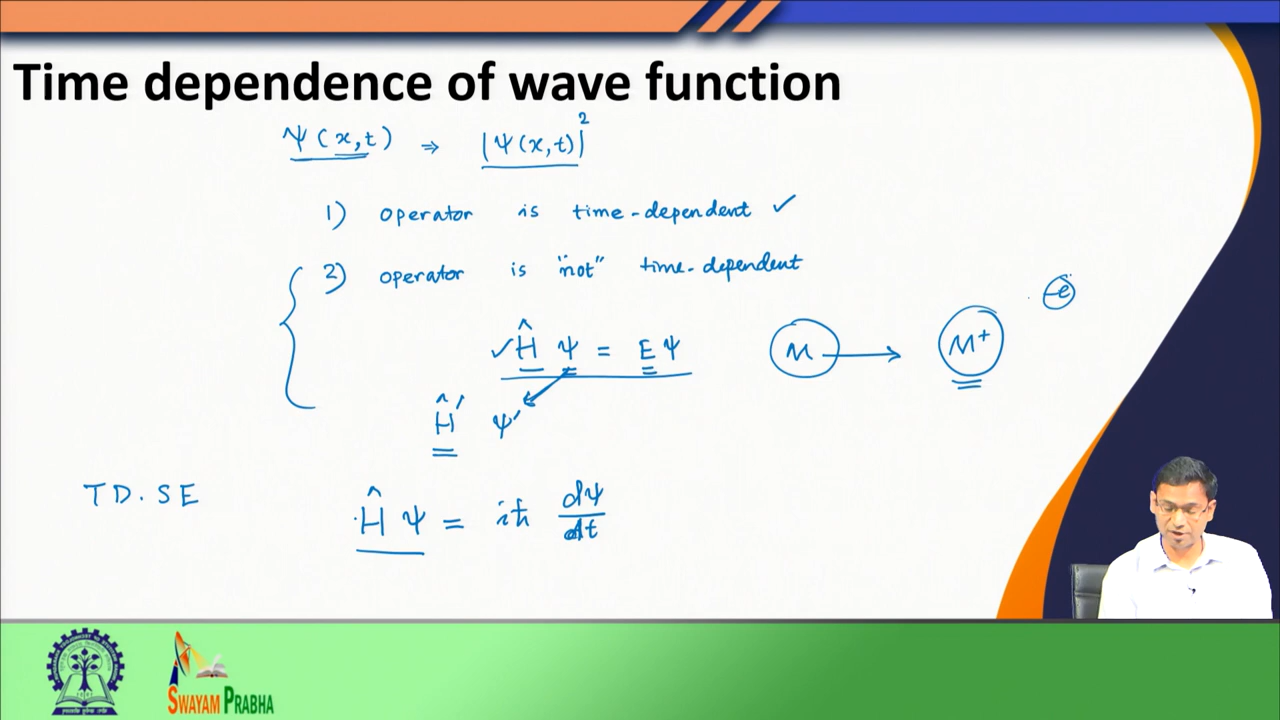 Time dependence of wave function
Ψ(x,t) ⇒ |Ψ(x,t)|²
1) operator is time-dependent ✓
2) operator is "not" time-dependent
✓Ĥ Ψ = EΨ
M → M⁺
-e
Ĥ′ Ψ′
TD.SE
ĤΨ = iħ dΨ/dt
SWAYAM PRABHA